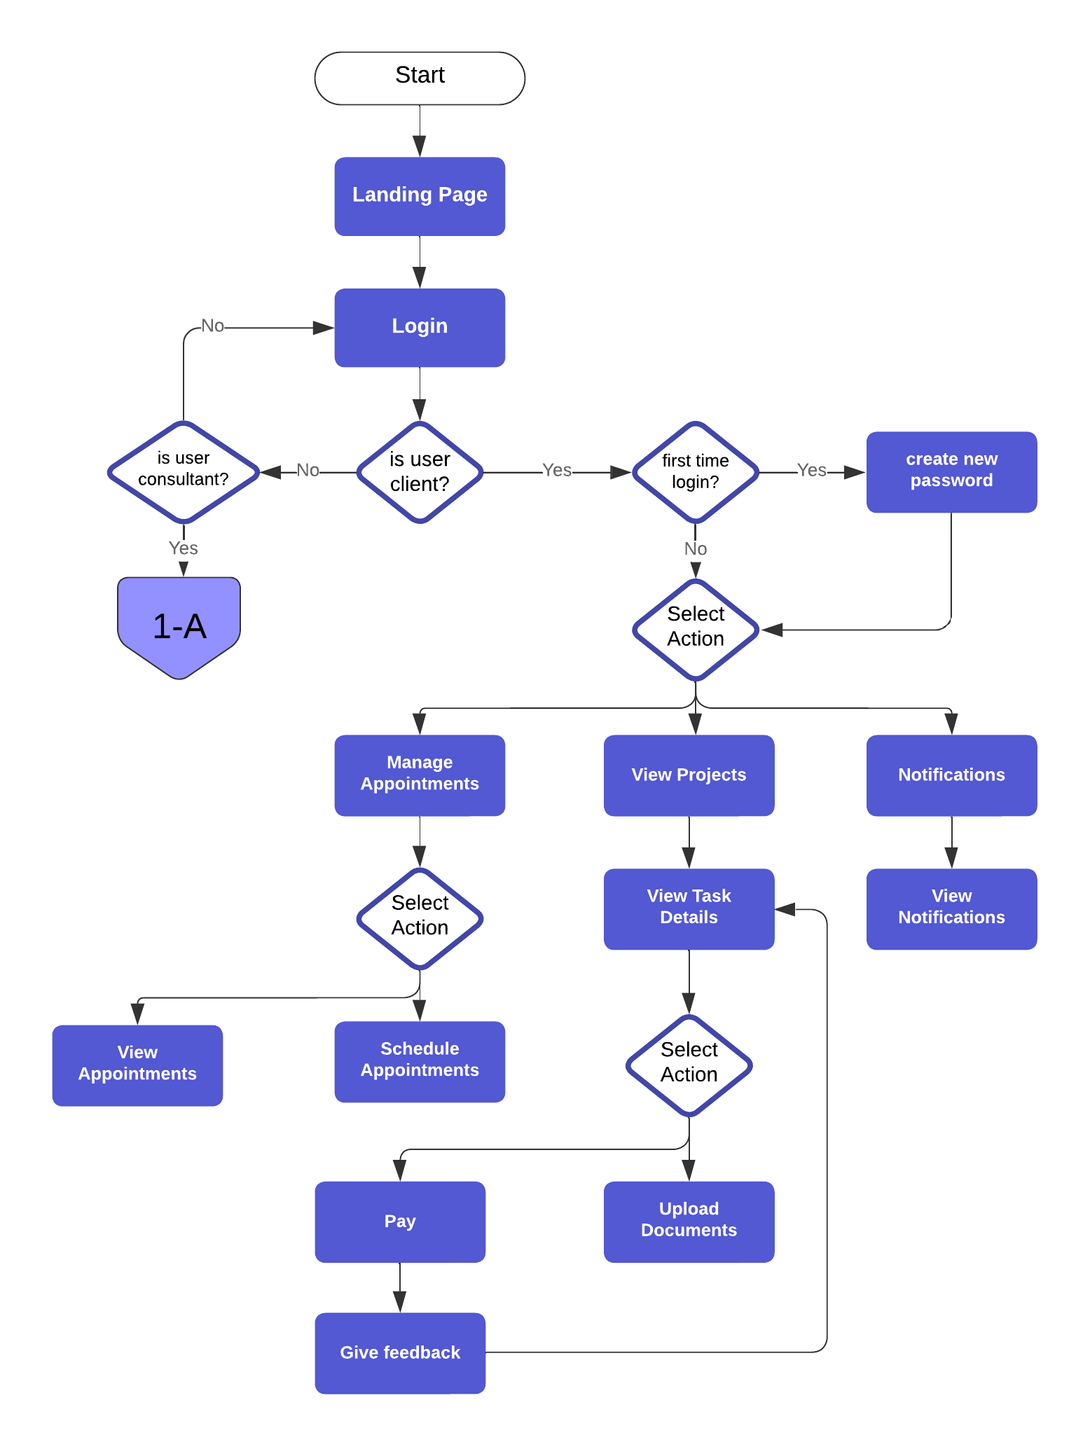 Start
Landing Page
No
Login
is user
consultant?
No
is user
client?
Yes
first time
login?
Yes
create new
password
Yes
No
1-A
Select
Action
Manage
Appointments
View Projects
Notifications
Select
Action
View Task
Details
View
Notifications
View
Appointments
Schedule
Appointments
Select
Action
Pay
Upload
Documents
Give feedback